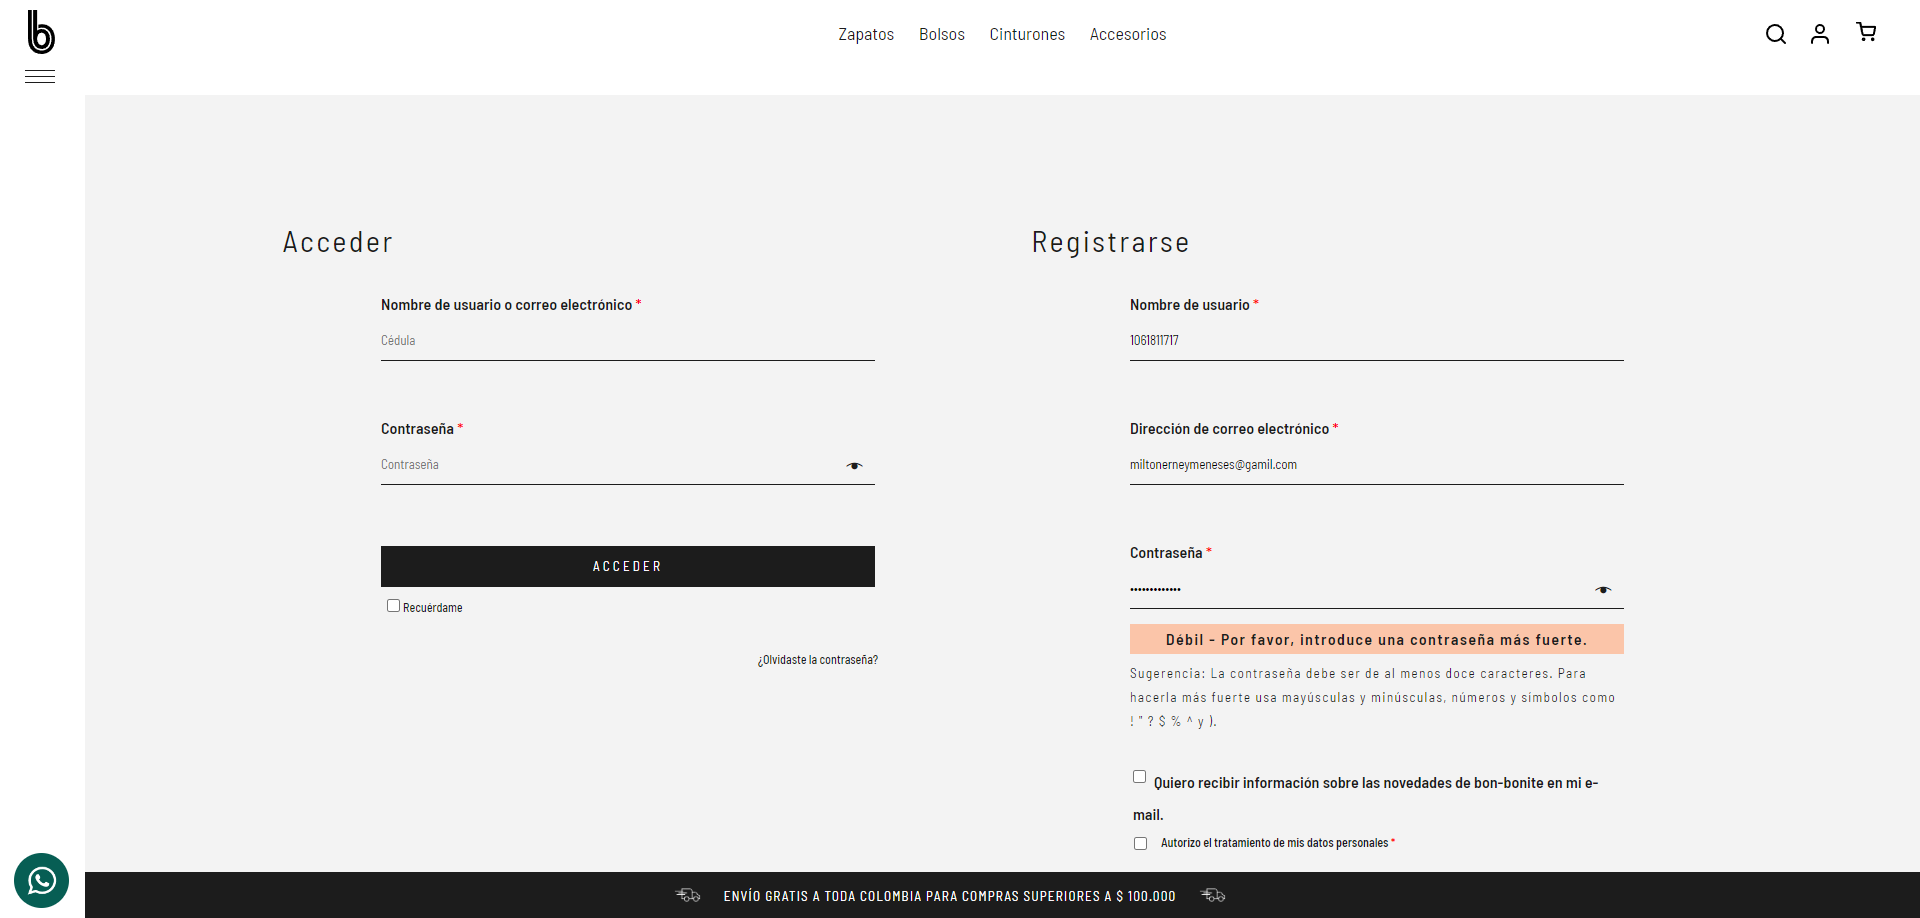 b
Zapatos Bolsos Cinturones Accesorios
Acceder
Nombre de usuario o correo electrónico *
Cédula
Contraseña *
Contraseña
ACCEDER
Recuérdame
¿Olvidaste la contraseña?
Registrarse
Nombre de usuario *
1061811717
Dirección de correo electrónico *
miltonerneymeneses@gamil.com
Contraseña *
•••••••••••••
Débil - Por favor, introduce una contraseña más fuerte.
Sugerencia: La contraseña debe ser de al menos doce caracteres. Para
hacerla más fuerte usa mayúsculas y minúsculas, números y símbolos como
! " ? $ % ^ y ).
Quiero recibir información sobre las novedades de bon-bonite en mi e-
mail.
Autorizo el tratamiento de mis datos personales *
ENVÍO GRATIS A TODA COLOMBIA PARA COMPRAS SUPERIORES A $ 100.000